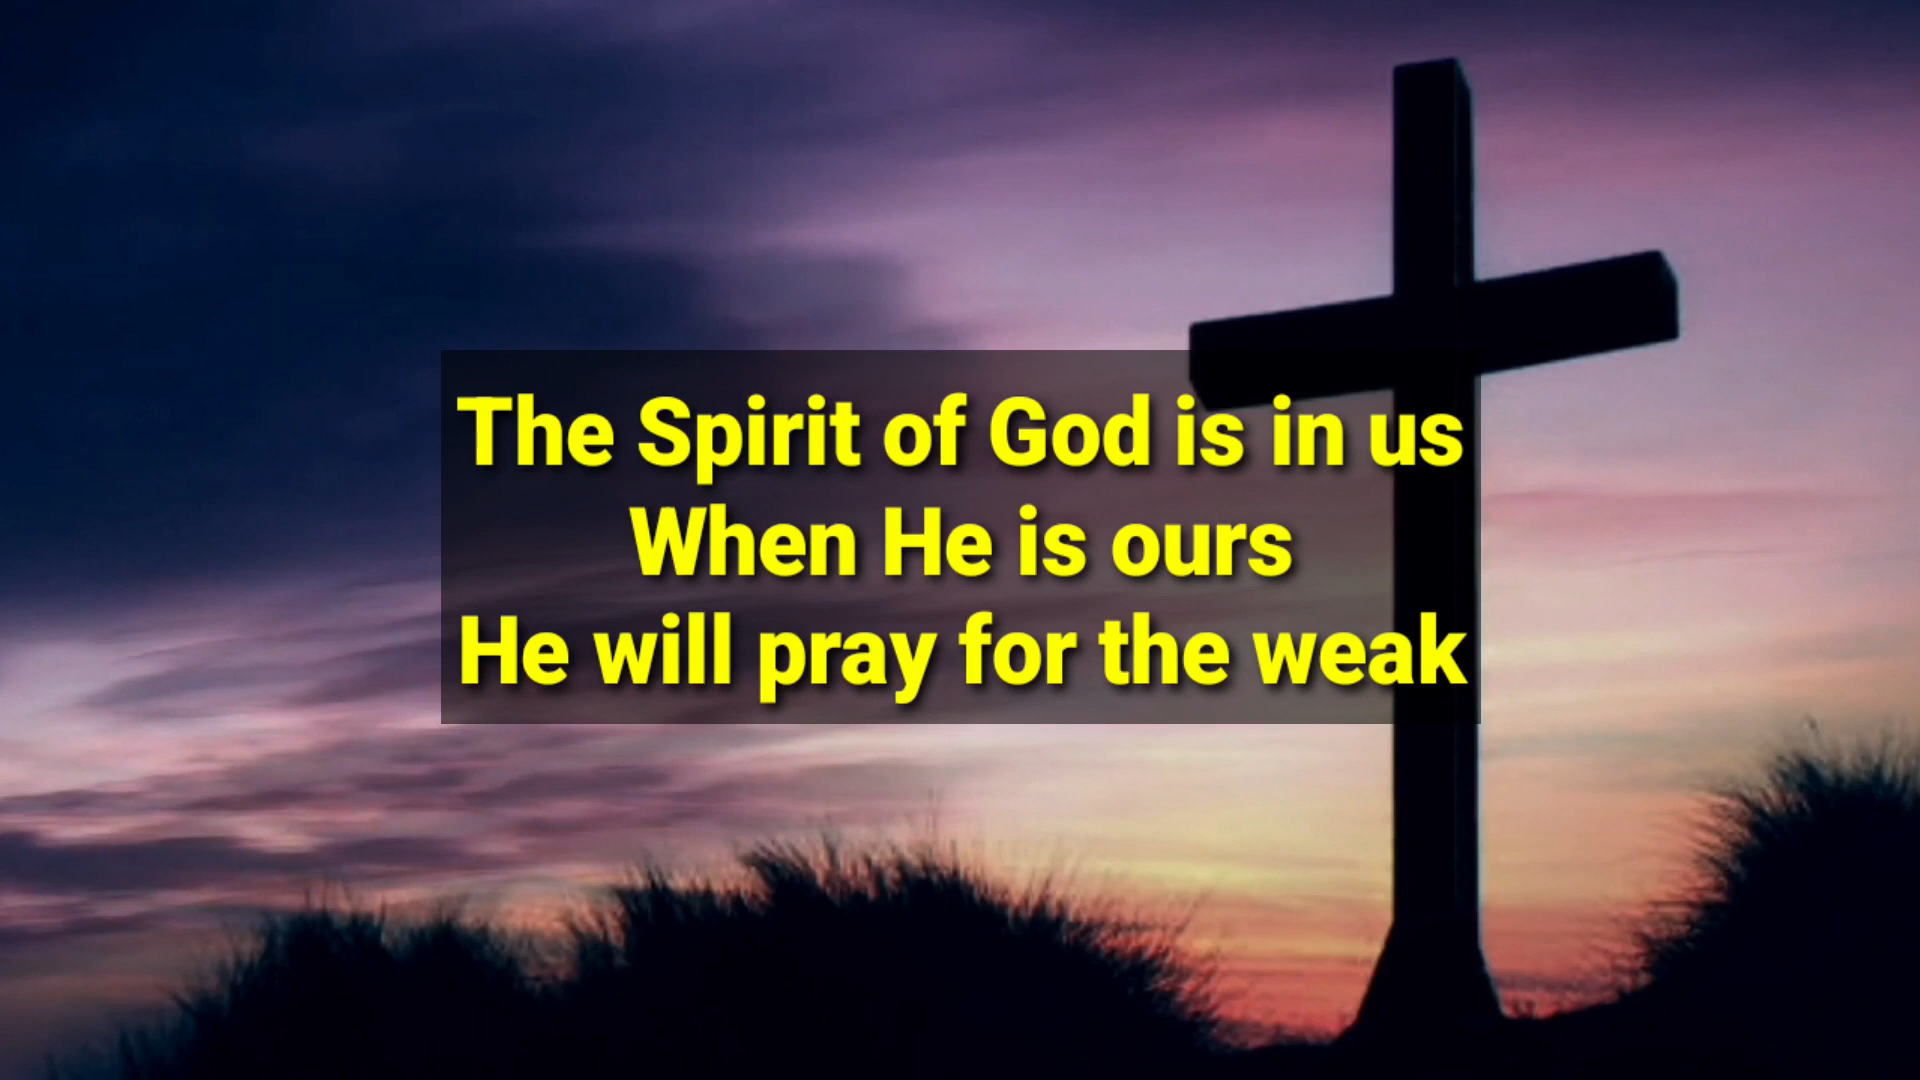 The Spirit of God is in us
When He is ours
He will pray for the weak